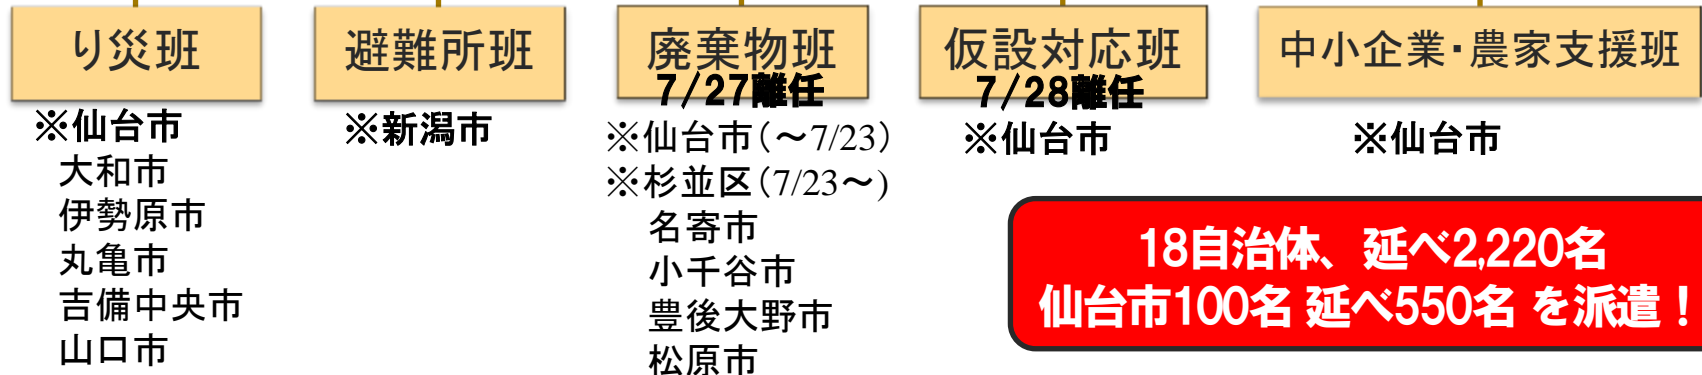 り災班
※仙台市
大和市
伊勢原市
丸亀市
吉備中央市
山口市
避難所班
※新潟市
廃棄物班
7/27離任
※仙台市(～7/23)
※杉並区(7/23～)
名寄市
小千谷市
豊後大野市
松原市
仮設対応班
7/28離任
※仙台市
中小企業・農家支援班
※仙台市
18自治体、延べ2,220名
仙台市100名 延べ550名 を派遣！